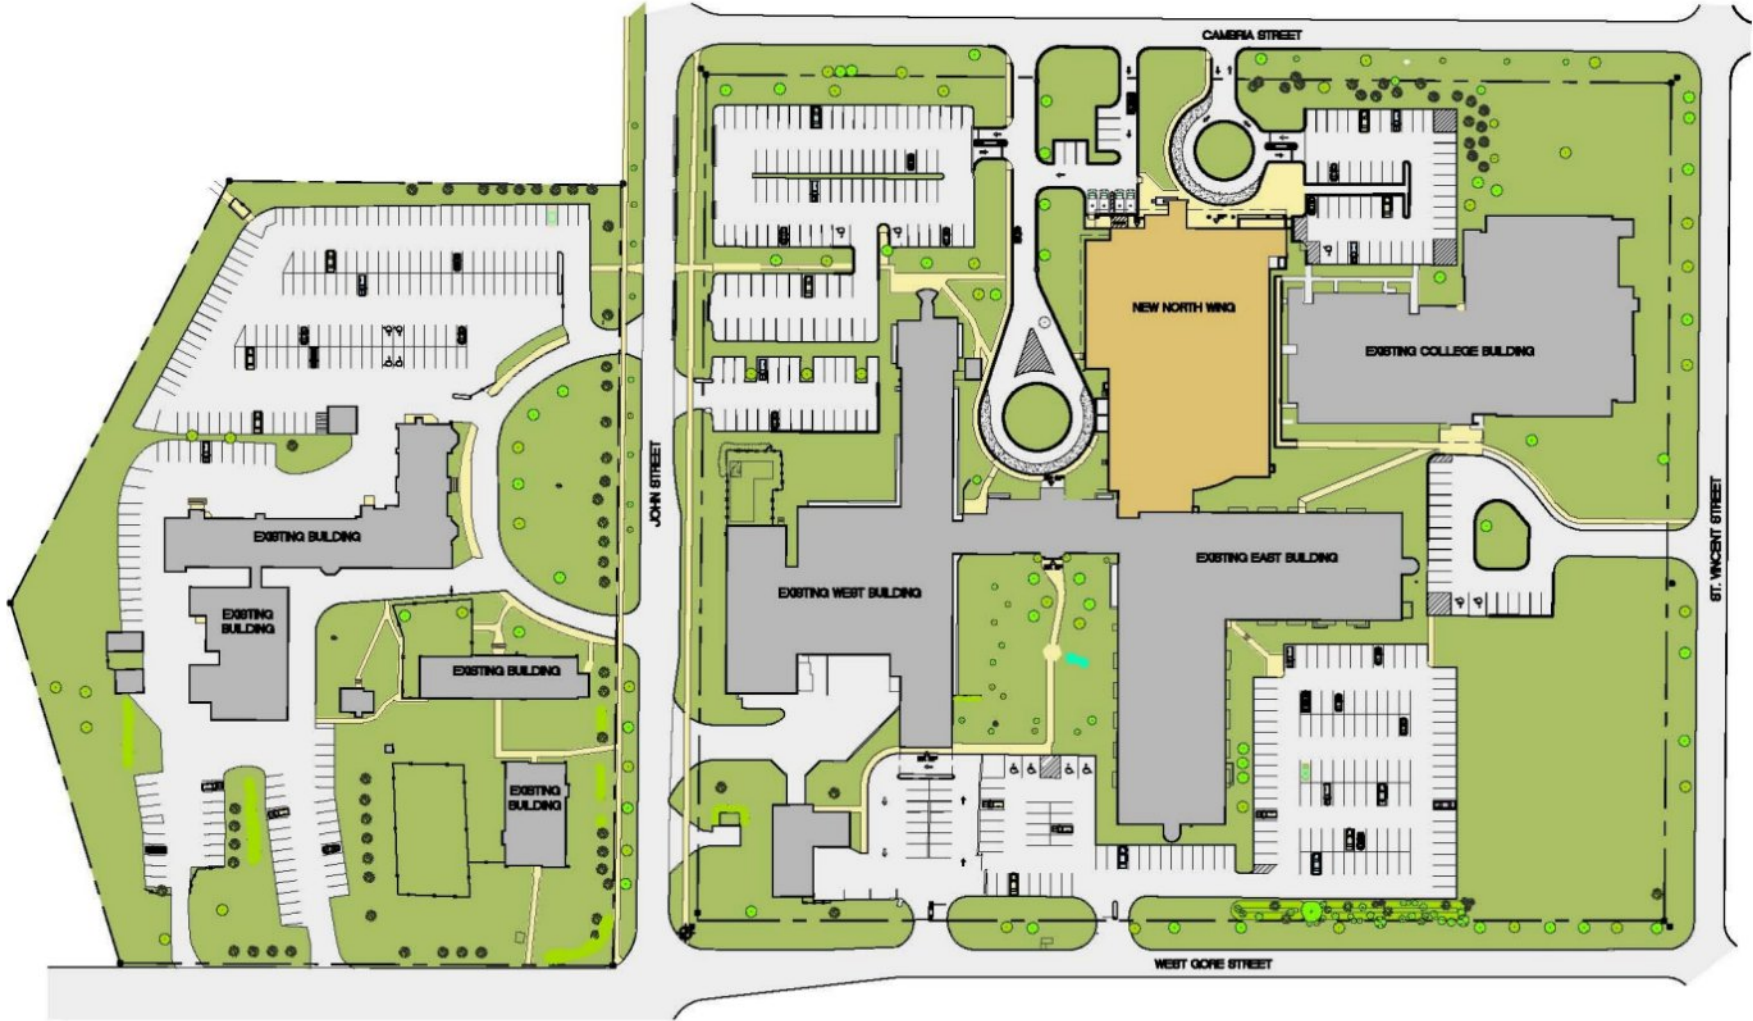 CAMBRIA STREET
NEW NORTH WING
EXISTING COLLEGE BUILDING
JOHN STREET
ST. VINCENT STREET
EXISTING BUILDING
EXISTING EAST BUILDING
EXISTING WEST BUILDING
EXISTING
BUILDING
EXISTING BUILDING
EXISTING
BUILDING
WEST GORE STREET